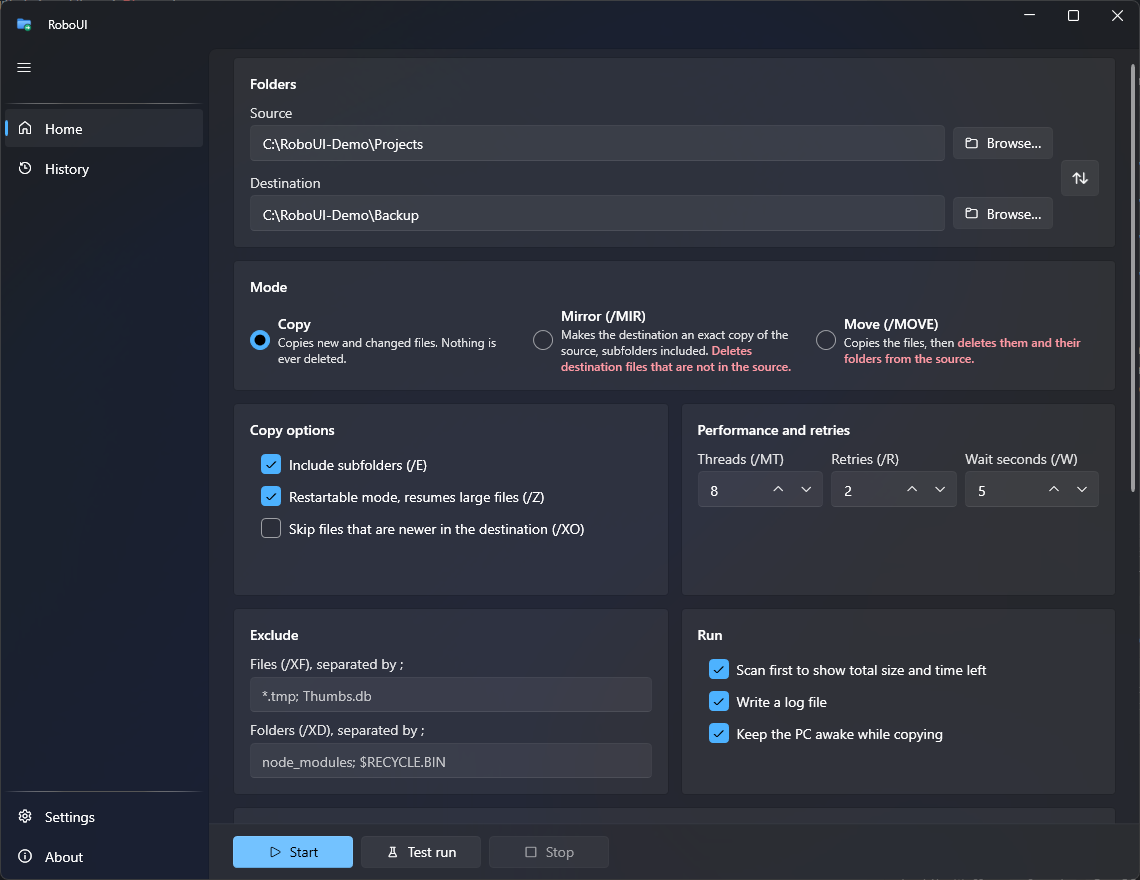 RoboUI
Home
History
Folders
Source
C:\RoboUI-Demo\Projects
Browse...
Destination
C:\RoboUI-Demo\Backup
Browse...
Mode
Copy
Copies new and changed files. Nothing is
ever deleted.
Mirror (/MIR)
Makes the destination an exact copy of the
source, subfolders included. Deletes
destination files that are not in the source.
Move (/MOVE)
Copies the files, then deletes them and their
folders from the source.
Copy options
Include subfolders (/E)
Restartable mode, resumes large files (/Z)
Skip files that are newer in the destination (/XO)
Performance and retries
Threads (/MT) Retries (/R) Wait seconds (/W)
8 2 5
Exclude
Files (/XF), separated by ;
*.tmp; Thumbs.db
Folders (/XD), separated by ;
node_modules; $RECYCLE.BIN
Run
Scan first to show total size and time left
Write a log file
Keep the PC awake while copying
Settings
About
Start Test run Stop